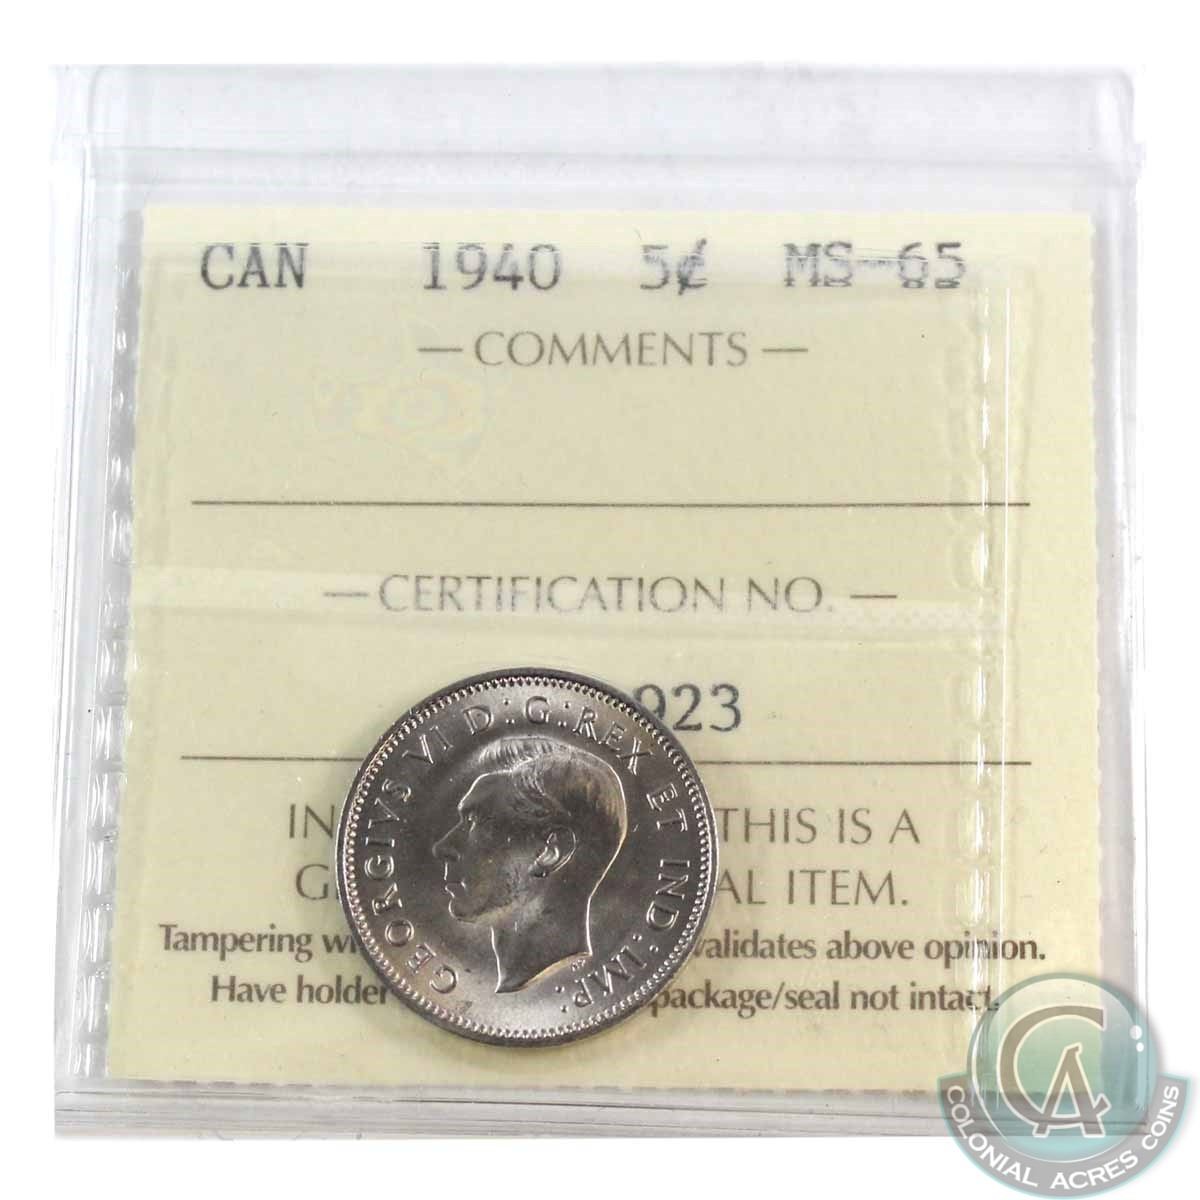 CAN 1940 5¢ MS-65
— COMMENTS —
— CERTIFICATION NO. —
923
GEORGIVS VI D:G:REX ET IND:IMP:
IN THIS IS A
AL ITEM.
Tampering above opinion.
Have holder package/seal not intact.
CA
COLONIAL ACRES COINS